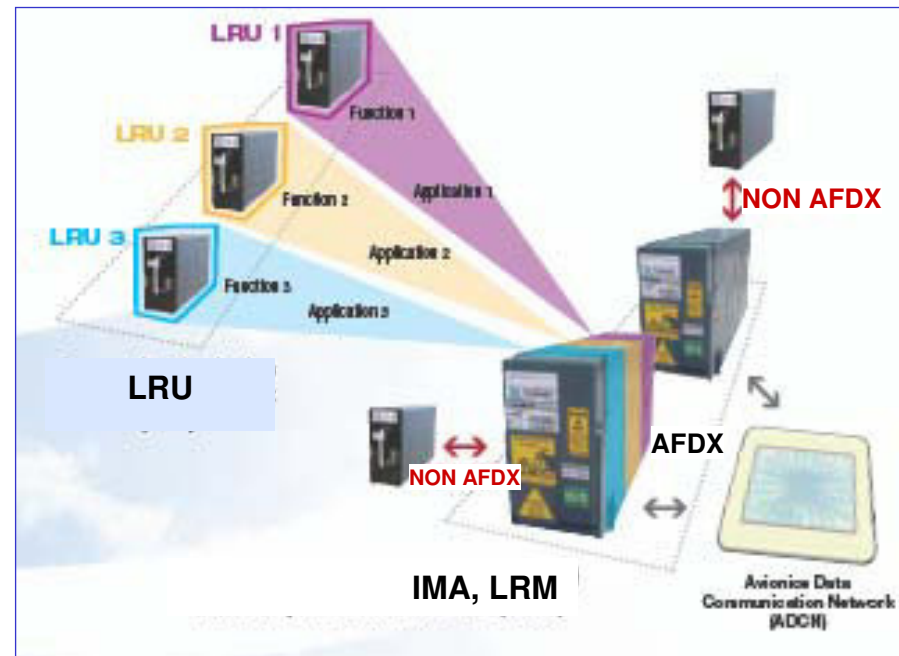 LRU 1
Function 1
LRU 2
NON AFDX
Application 1
Function 2
LRU 3
Application 2
Function 3
Application 3
LRU
AFDX
NON AFDX
IMA, LRM
Avionics Data
Communication Network
(ADCN)